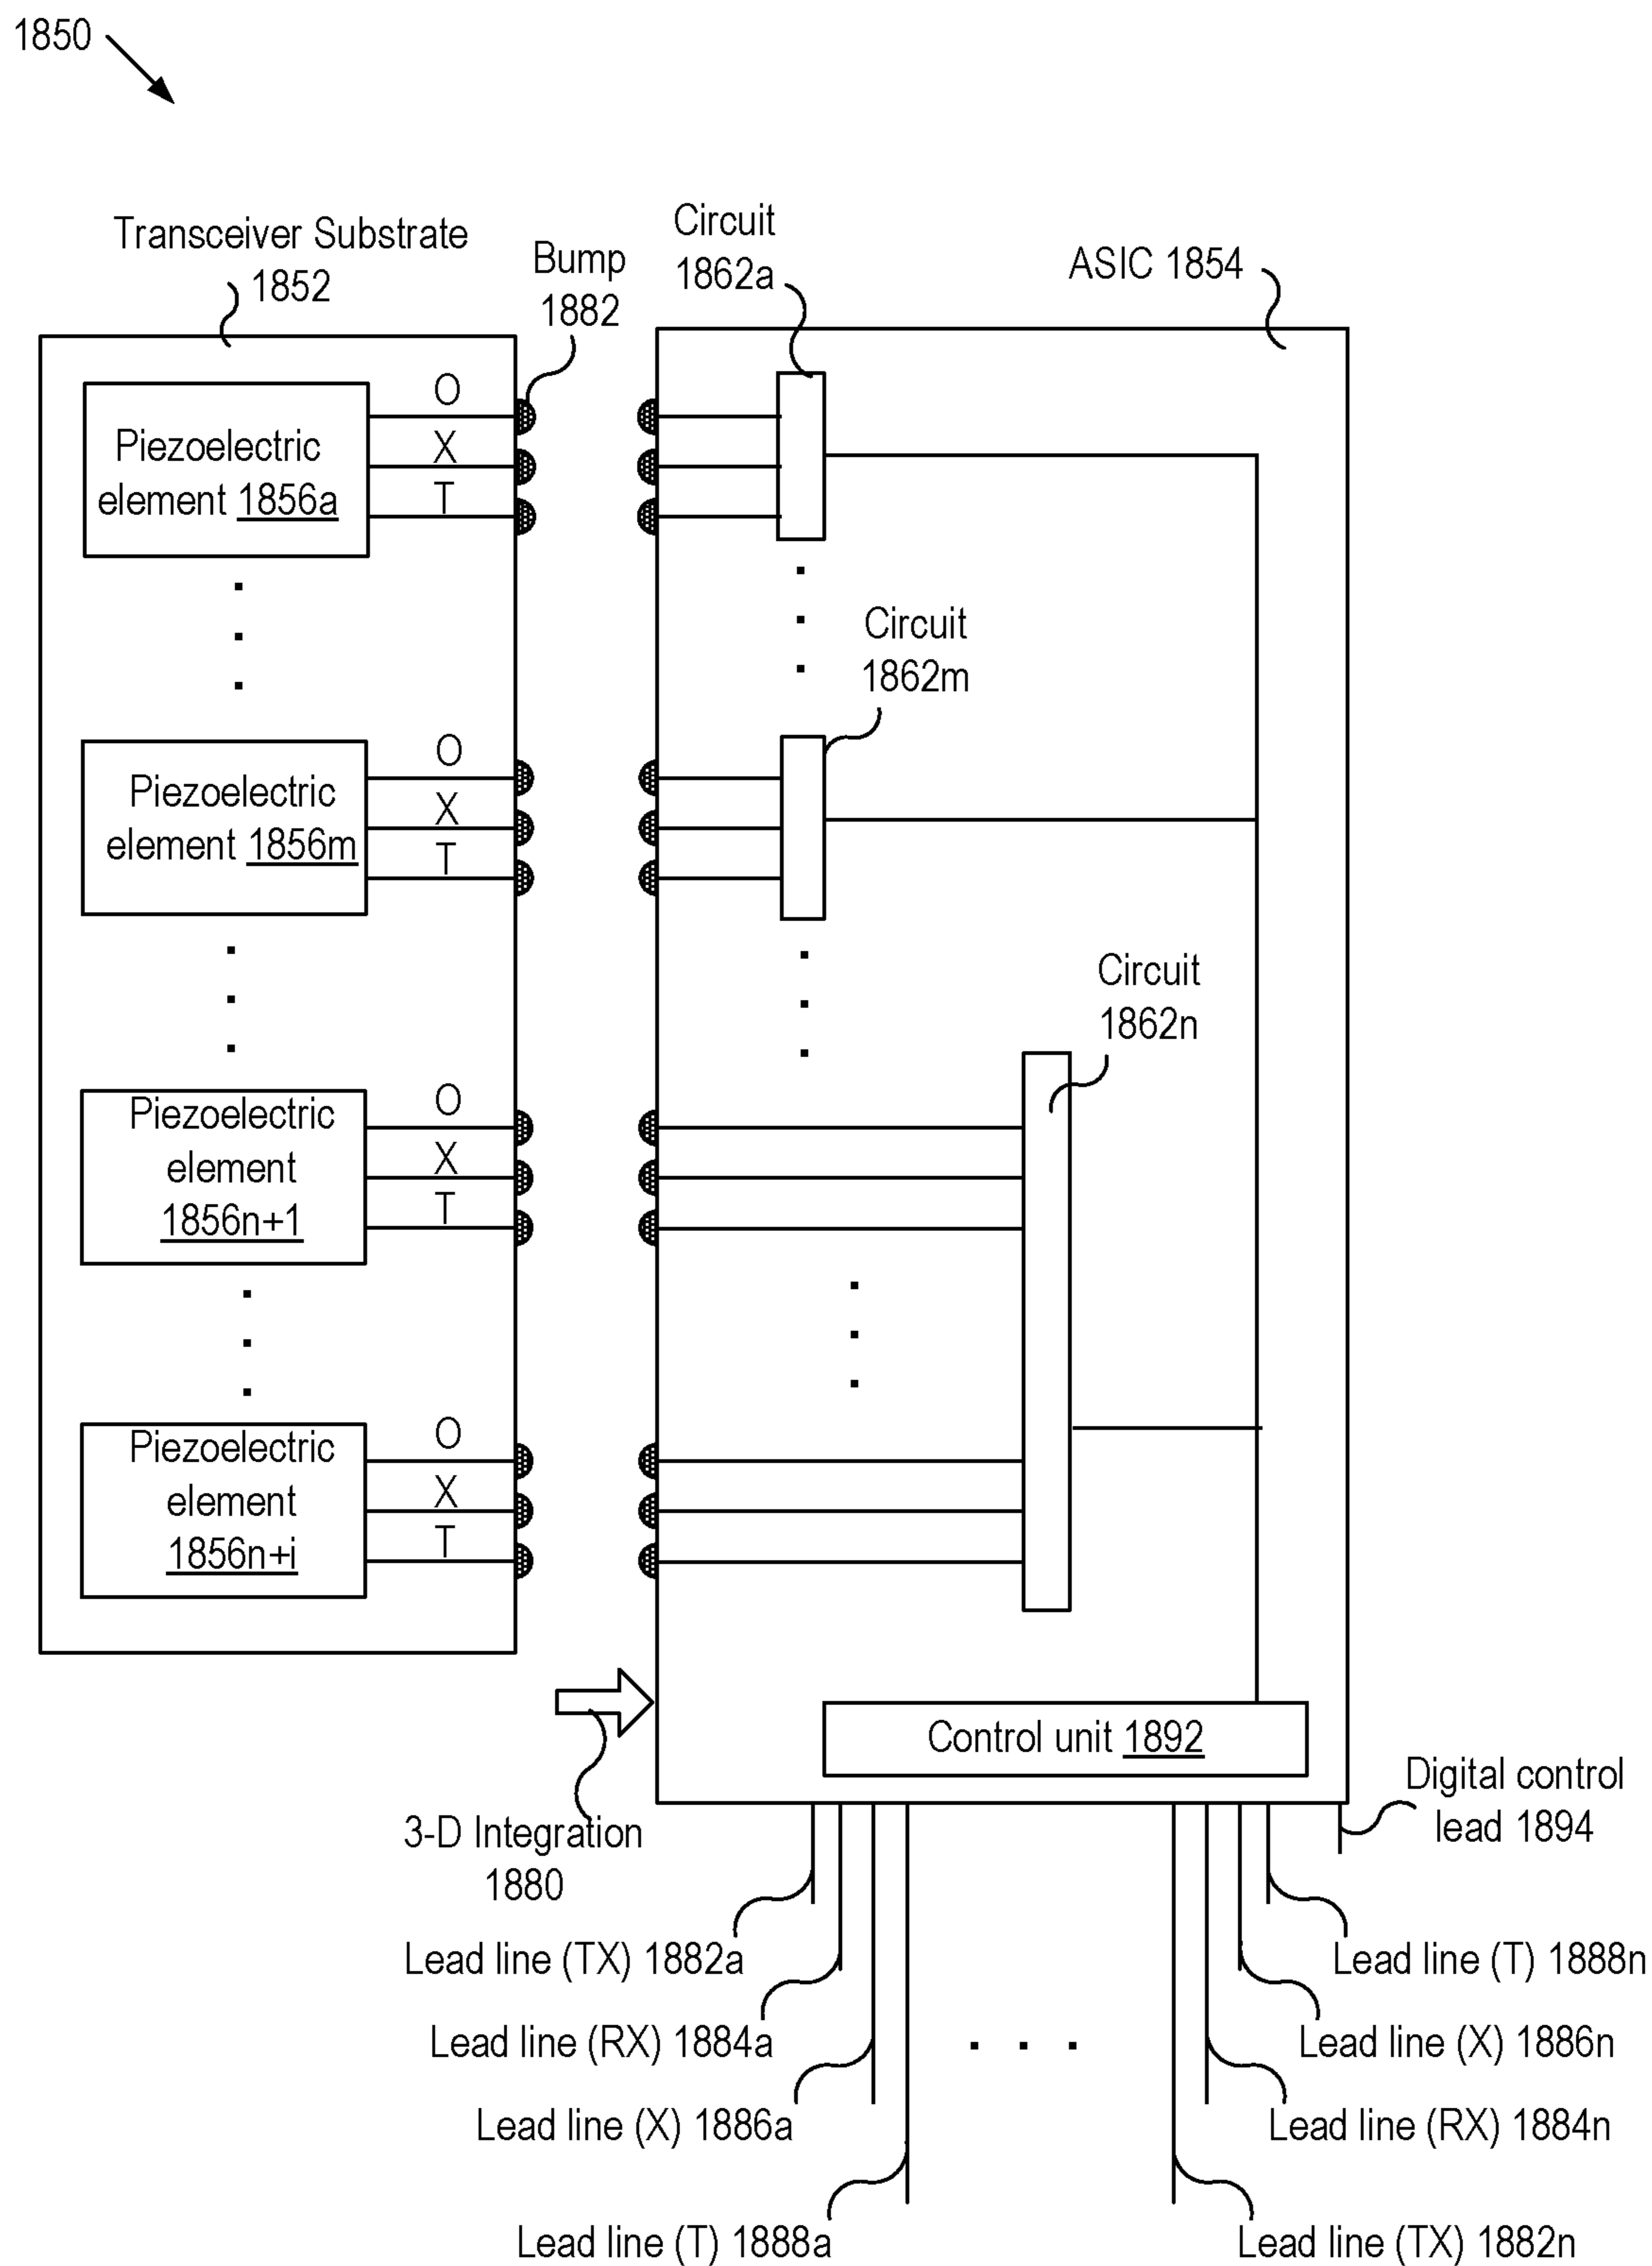 1850
Transceiver Substrate
1852
Bump
1882
Circuit
1862a
ASIC 1854
Piezoelectric
element 1856a
O
X
T
Circuit
1862m
Piezoelectric
element 1856m
O
X
T
Circuit
1862n
Piezoelectric
element
1856n+1
O
X
T
Piezoelectric
element
1856n+i
O
X
T
Control unit 1892
3-D Integration
1880
Digital control
lead 1894
Lead line (TX) 1882a
Lead line (RX) 1884a
Lead line (X) 1886a
Lead line (T) 1888a
Lead line (T) 1888n
Lead line (X) 1886n
Lead line (RX) 1884n
Lead line (TX) 1882n